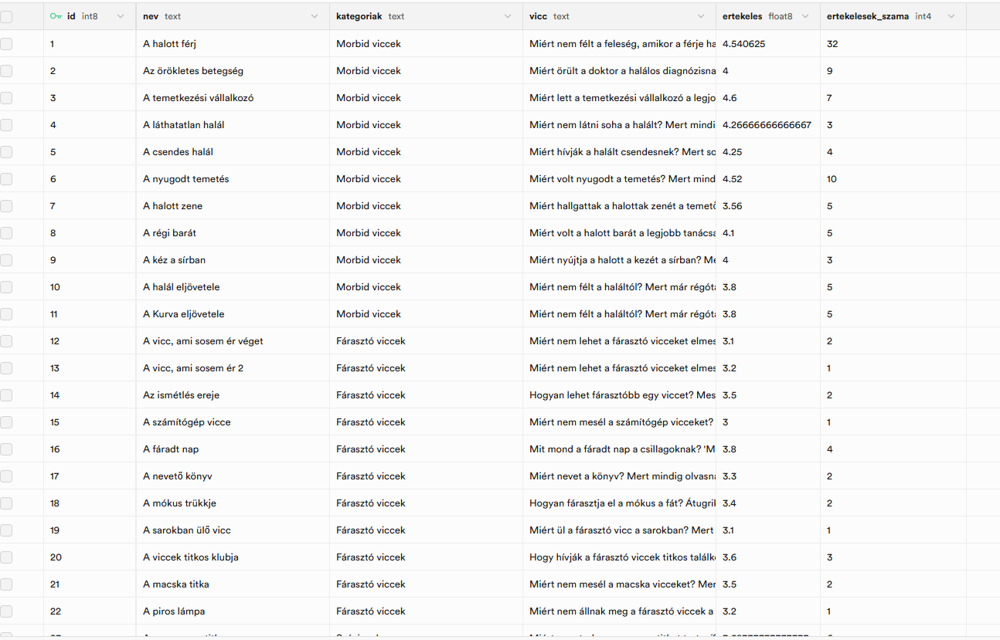 id int8 nev text kategoriak text vicc text ertekeles float8 ertekelesek_szama int4
1 A halott férj Morbid viccek Miért nem félt a feleség, amikor a férje ha 4.540625 32
2 Az örökletes betegség Morbid viccek Miért örült a doktor a halálos diagnózisna 4 9
3 A temetkezési vállalkozó Morbid viccek Miért lett a temetkezési vállalkozó a legjo 4.6 7
4 A láthatatlan halál Morbid viccek Miért nem látni soha a halált? Mert mindi 4.26666666666667 3
5 A csendes halál Morbid viccek Miért hívják a halált csendesnek? Mert so 4.25 4
6 A nyugodt temetés Morbid viccek Miért volt nyugodt a temetés? Mert mind 4.52 10
7 A halott zene Morbid viccek Miért hallgattak a halottak zenét a temető 3.56 5
8 A régi barát Morbid viccek Miért volt a halott barát a legjobb tanácsa 4.1 5
9 A kéz a sírban Morbid viccek Miért nyújtja a halott a kezét a sírban? Me 4 3
10 A halál eljövetele Morbid viccek Miért nem félt a haláltól? Mert már régóta 3.8 5
11 A Kurva eljövetele Morbid viccek Miért nem félt a haláltól? Mert már régóta 3.8 5
12 A vicc, ami sosem ér véget Fárasztó viccek Miért nem lehet a fárasztó vicceket elmes 3.1 2
13 A vicc, ami sosem ér 2 Fárasztó viccek Miért nem lehet a fárasztó vicceket elmes 3.2 1
14 Az ismétlés ereje Fárasztó viccek Hogyan lehet fárasztóbb egy viccet? Mes 3.5 2
15 A számítógép vicce Fárasztó viccek Miért nem mesél a számítógép vicceket? 3 1
16 A fáradt nap Fárasztó viccek Mit mond a fáradt nap a csillagoknak? 'M 3.8 4
17 A nevető könyv Fárasztó viccek Miért nevet a könyv? Mert mindig olvasna 3.3 2
18 A mókus trükkje Fárasztó viccek Hogyan fárasztja el a mókus a fát? Átugrik 3.4 2
19 A sarokban ülő vicc Fárasztó viccek Miért ül a fárasztó vicc a sarokban? Mert 3.1 1
20 A viccek titkos klubja Fárasztó viccek Hogy hívják a fárasztó viccek titkos találko 3.6 3
21 A macska titka Fárasztó viccek Miért nem mesél a macska vicceket? Mer 3.5 2
22 A piros lámpa Fárasztó viccek Miért nem állnak meg a fárasztó viccek a 3.2 1